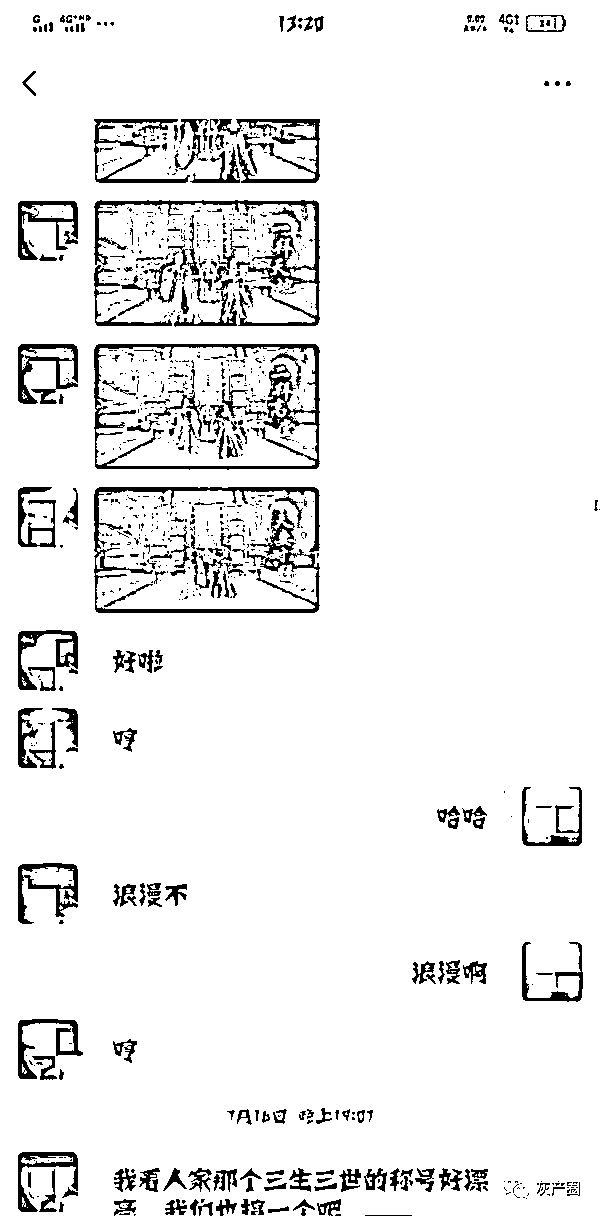 13:20
好啦
哼
哈哈
浪漫不
浪漫啊
哼
7月16日 晚上19:07
我看人家那个三生三世的称号好漂
亮，我们也搞一个吧
灰产圈